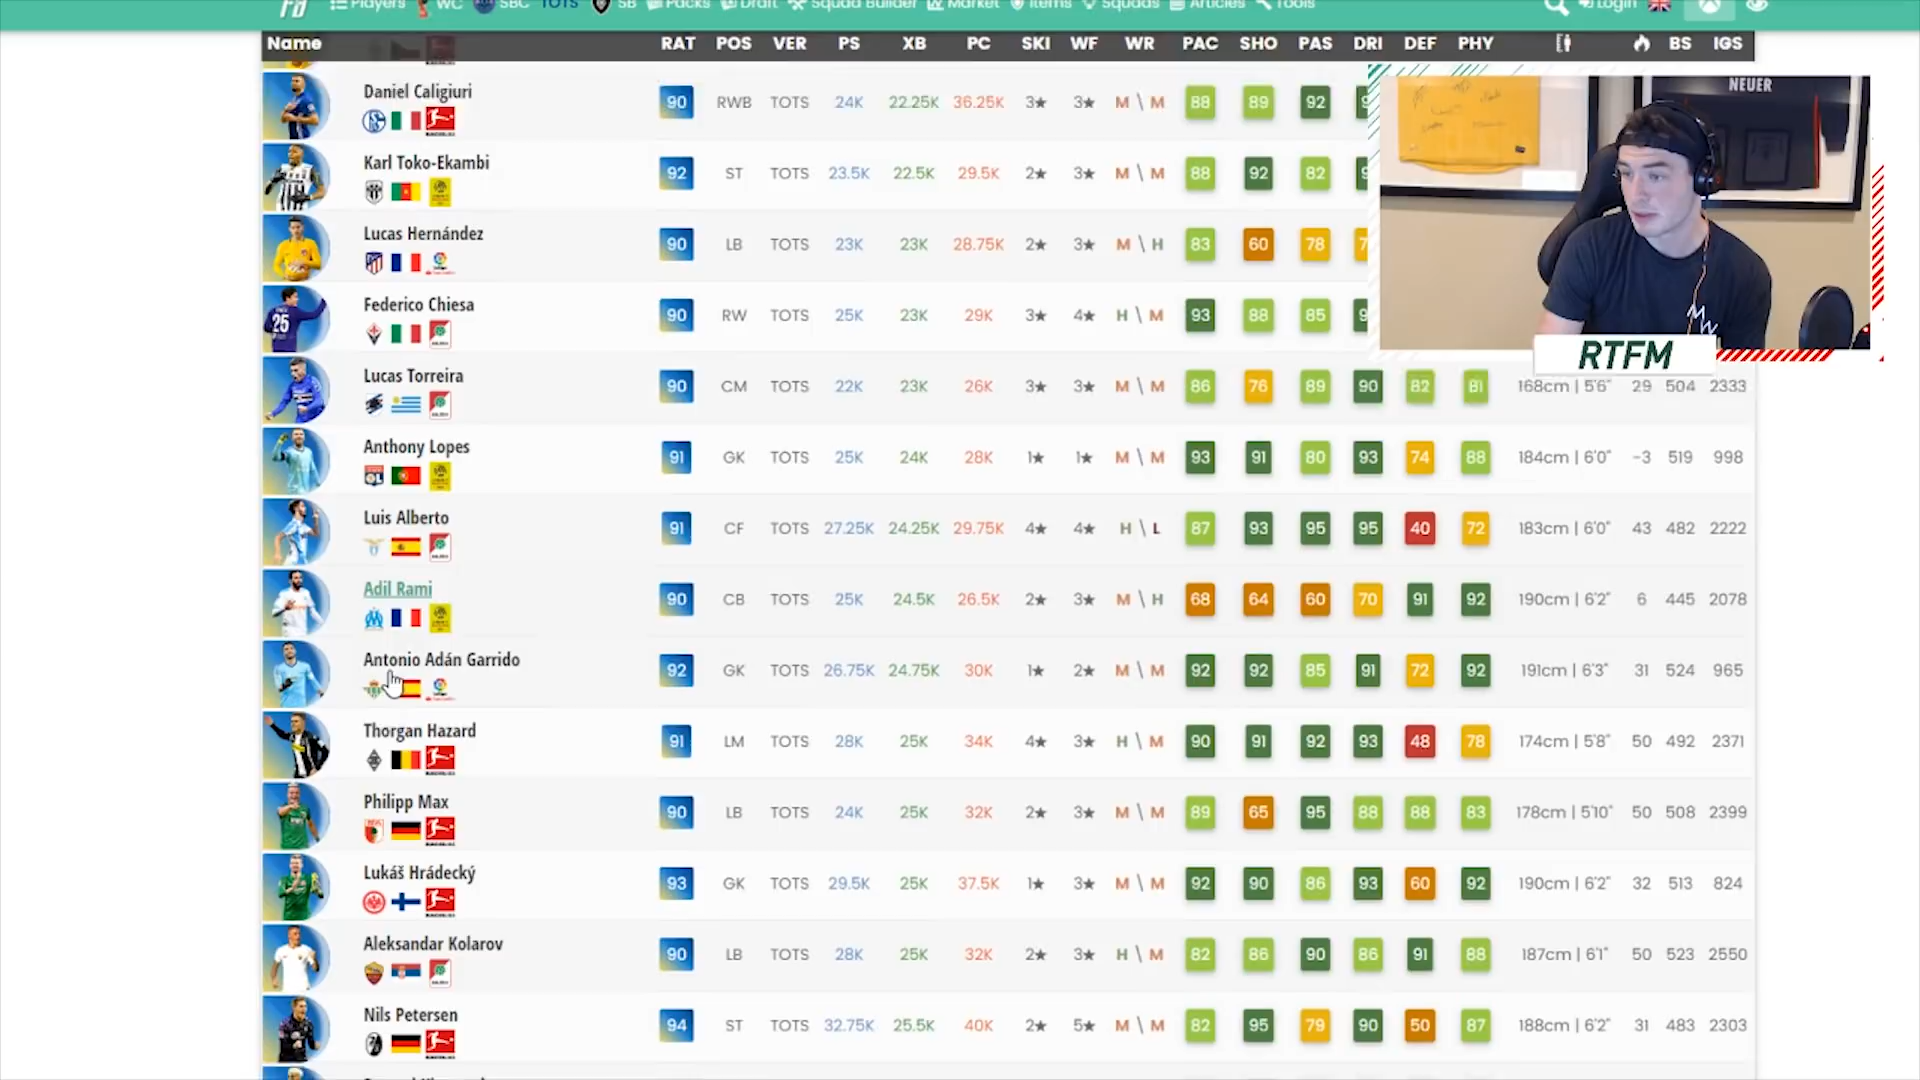 Players WC SBC TOTS SB Packs Draft Squad Builder Market Items Squads Articles Tools Login
Name RAT POS VER PS XB PC SKI WF WR PAC SHO PAS DRI DEF PHY BS IGS
Daniel Caligiuri 90 RWB TOTS 24K 22.25K 36.25K 3★ 3★ M \ M 88 89 92
Karl Toko-Ekambi 92 ST TOTS 23.5K 22.5K 29.5K 2★ 3★ M \ M 88 92 82
Lucas Hernández 90 LB TOTS 23K 23K 28.75K 2★ 3★ M \ H 83 60 78
Federico Chiesa 90 RW TOTS 25K 23K 29K 3★ 4★ H \ M 93 88 85
25
NEUER
RTFM
Lucas Torreira 90 CM TOTS 22K 23K 26K 3★ 3★ M \ M 86 76 89 90 82 81 168cm | 5'6" 29 504 2333
Anthony Lopes 91 GK TOTS 25K 24K 28K 1★ 1★ M \ M 93 91 80 93 74 88 184cm | 6'0" -3 519 998
Luis Alberto 91 CF TOTS 27.25K 24.25K 29.75K 4★ 4★ H \ L 87 93 95 95 40 72 183cm | 6'0" 43 482 2222
Adil Rami 90 CB TOTS 25K 24.5K 26.5K 2★ 3★ M \ H 68 64 60 70 91 92 190cm | 6'2" 6 445 2078
Antonio Adán Garrido 92 GK TOTS 26.75K 24.75K 30K 1★ 2★ M \ M 92 92 85 91 72 92 191cm | 6'3" 31 524 965
Thorgan Hazard 91 LM TOTS 28K 25K 34K 4★ 3★ H \ M 90 91 92 93 48 78 174cm | 5'8" 50 492 2371
Philipp Max 90 LB TOTS 24K 25K 32K 2★ 3★ M \ M 89 65 95 88 88 83 178cm | 5'10" 50 508 2399
Lukáš Hrádecký 93 GK TOTS 29.5K 25K 37.5K 1★ 3★ M \ M 92 90 86 93 60 92 190cm | 6'2" 32 513 824
Aleksandar Kolarov 90 LB TOTS 28K 25K 32K 2★ 3★ H \ M 82 86 90 86 91 88 187cm | 6'1" 50 523 2550
Nils Petersen 94 ST TOTS 32.75K 25.5K 40K 2★ 5★ M \ M 82 95 79 90 50 87 188cm | 6'2" 31 483 2303